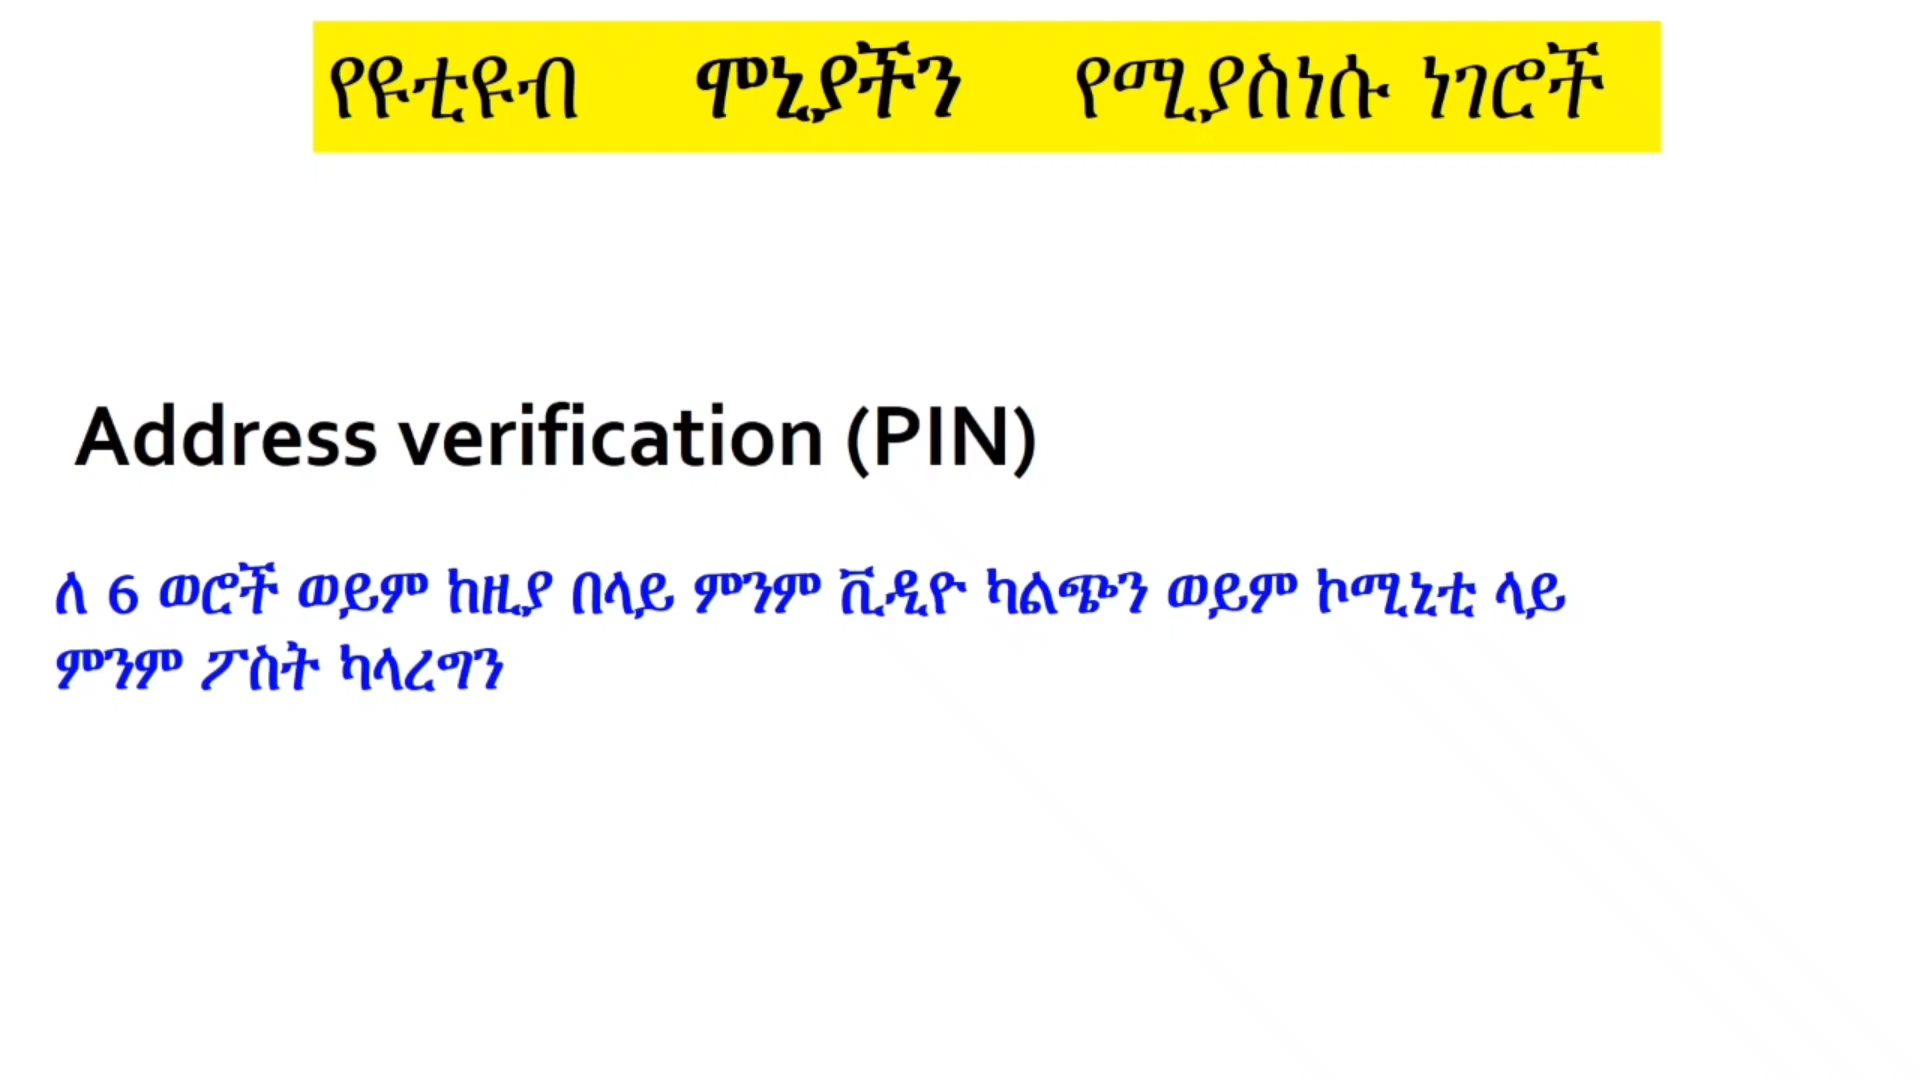 የዩቲዩብ ሞኒያችን የሚያስነሱ ነገሮች
Address verification (PIN)
ለ 6 ወሮች ወይም ከዚያ በላይ ምንም ቪዲዮ ካልጭን ወይም ኮሚኒቲ ላይ
ምንም ፖስት ካላረግን